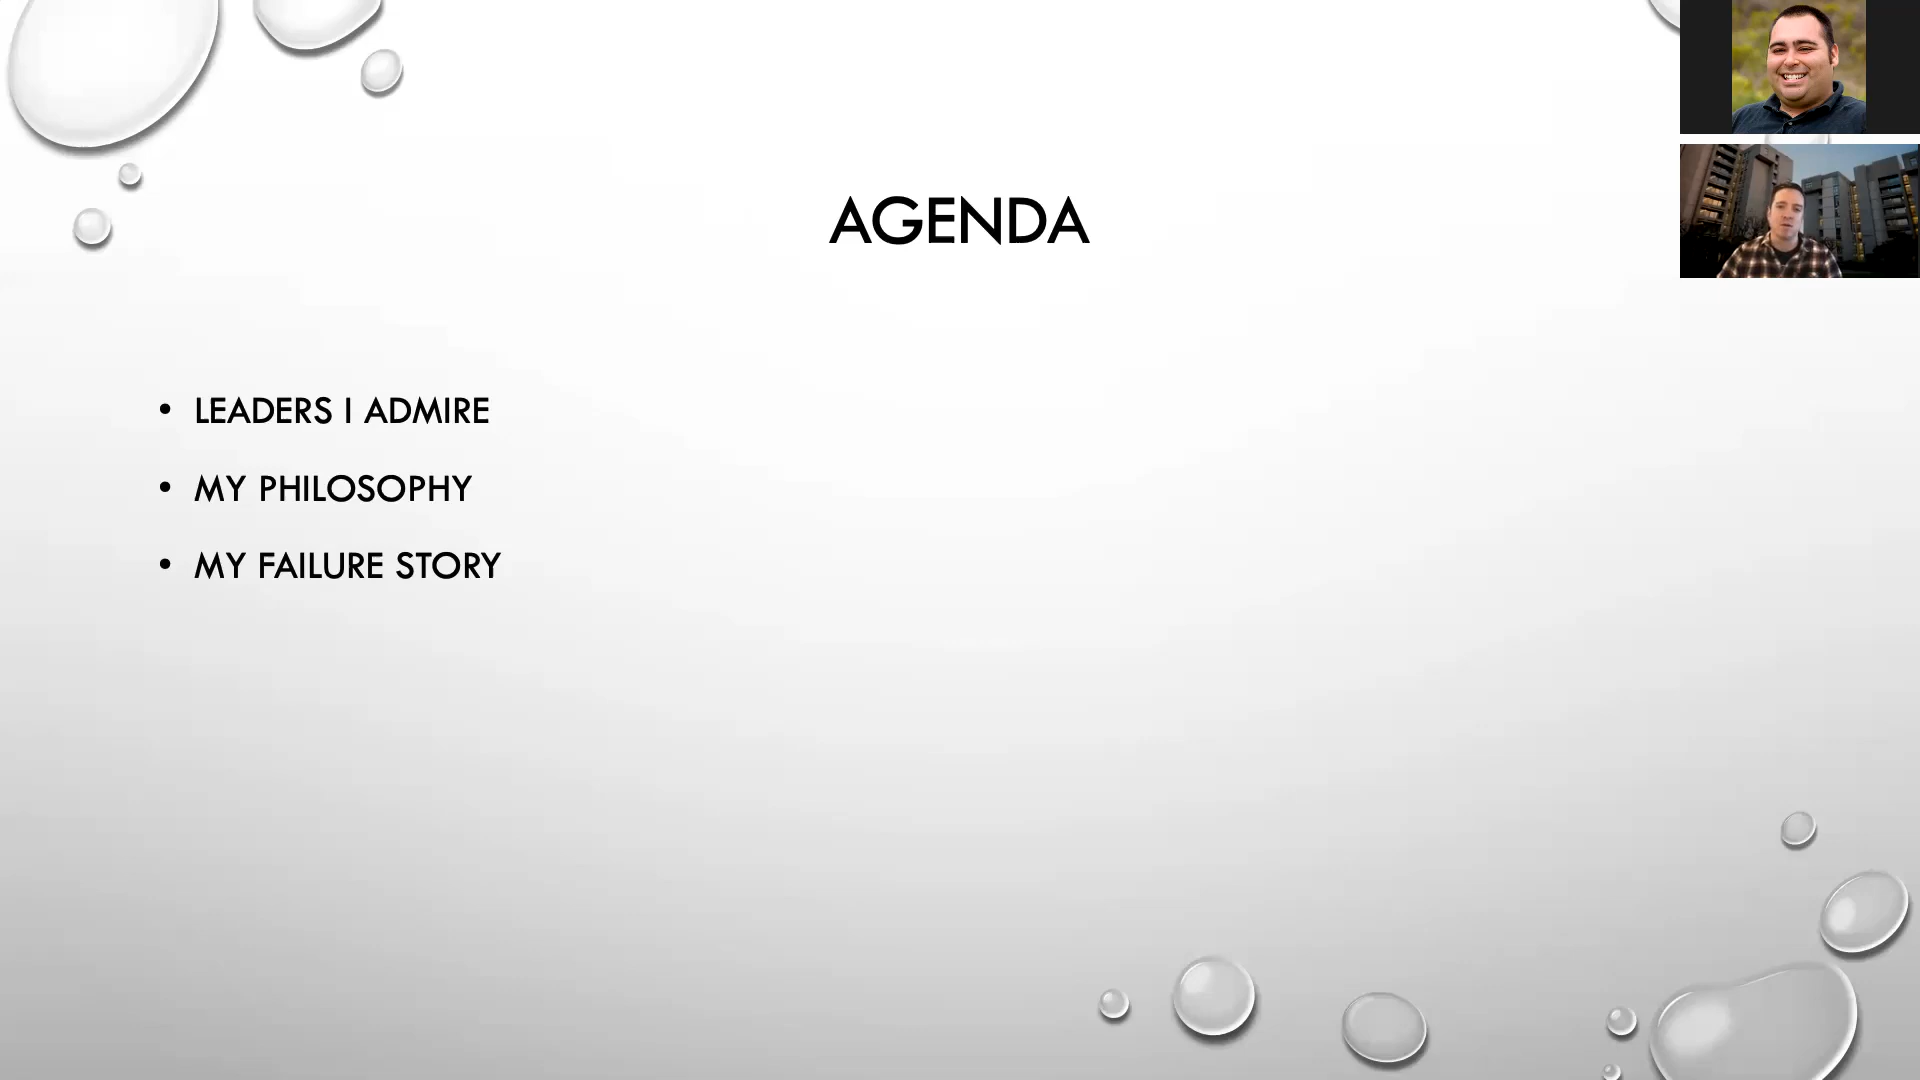 AGENDA
• LEADERS I ADMIRE
• MY PHILOSOPHY
• MY FAILURE STORY